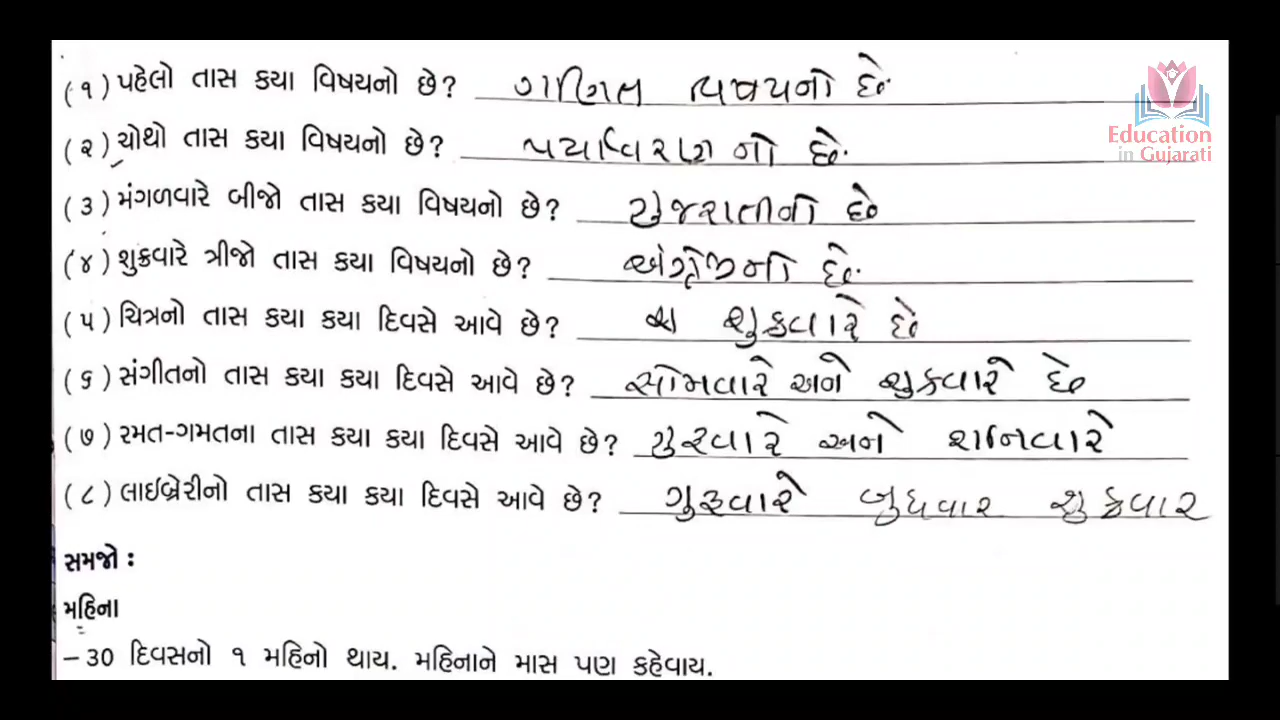 (૧) પહેલો તાસ કયા વિષયનો છે? ગણિત વિષયનો છે.
(૨) ચોથો તાસ કયા વિષયનો છે? પર્યાવરણ નો છે.
(૩) મંગળવારે બીજો તાસ કયા વિષયનો છે? ગુજરાતીનો છે
(૪) શુક્રવારે ત્રીજો તાસ કયા વિષયનો છે? અંગ્રેજીનો છે.
(૫) ચિત્રનો તાસ કયા કયા દિવસે આવે છે? શુક્રવારે છે
(૬) સંગીતનો તાસ કયા કયા દિવસે આવે છે? સોમવારે અને શુક્રવારે છે
(૭) રમત-ગમતના તાસ કયા કયા દિવસે આવે છે? ગુરુવારે અને શનિવારે
(૮) લાઈબ્રેરીનો તાસ કયા કયા દિવસે આવે છે? ગુરૂવારે બુધવાર શુક્રવાર
સમજો :
મહિના
– 30 દિવસનો ૧ મહિનો થાય. મહિનાને માસ પણ કહેવાય.
Education
in Gujarati